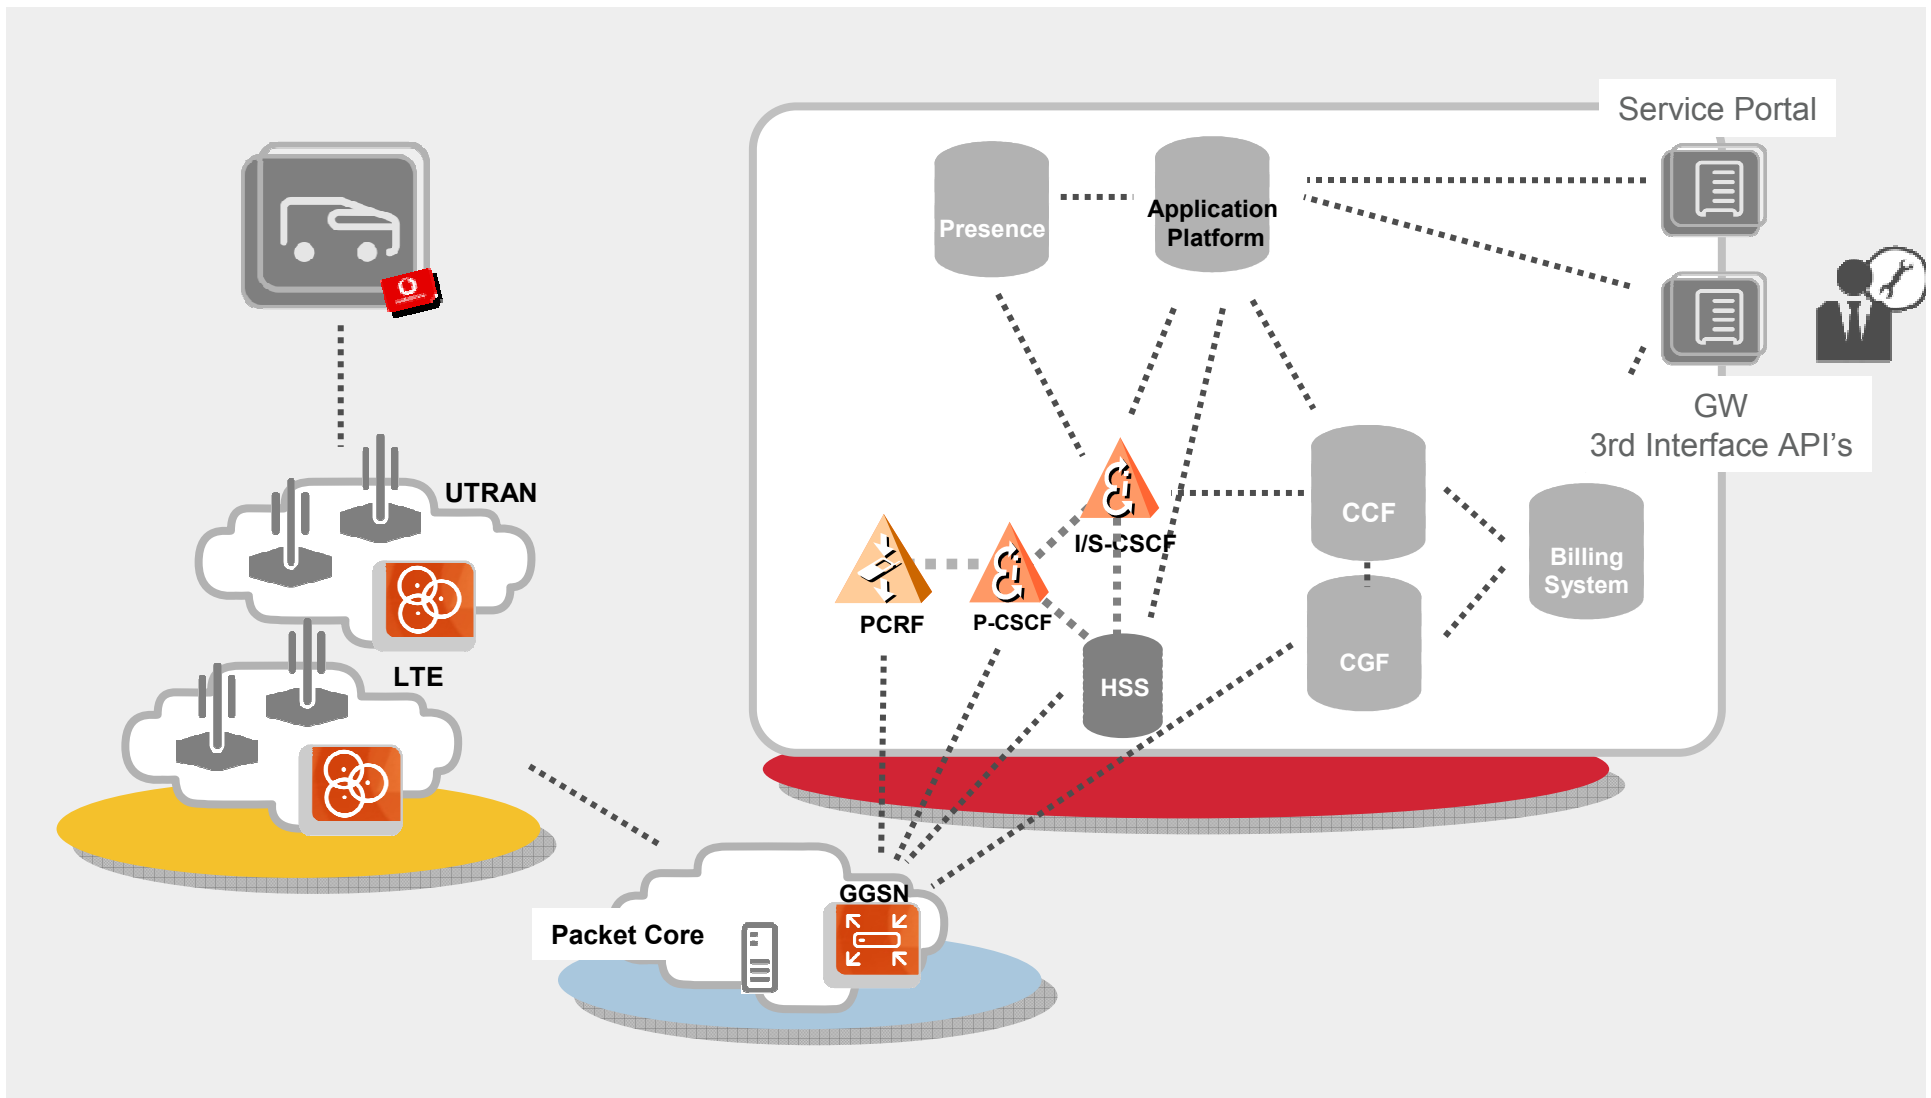 Service Portal
Presence
Application
Platform
GW
3rd Interface API's
UTRAN
CCF
I/S-CSCF
Billing
System
PCRF
P-CSCF
CGF
LTE
HSS
GGSN
Packet Core